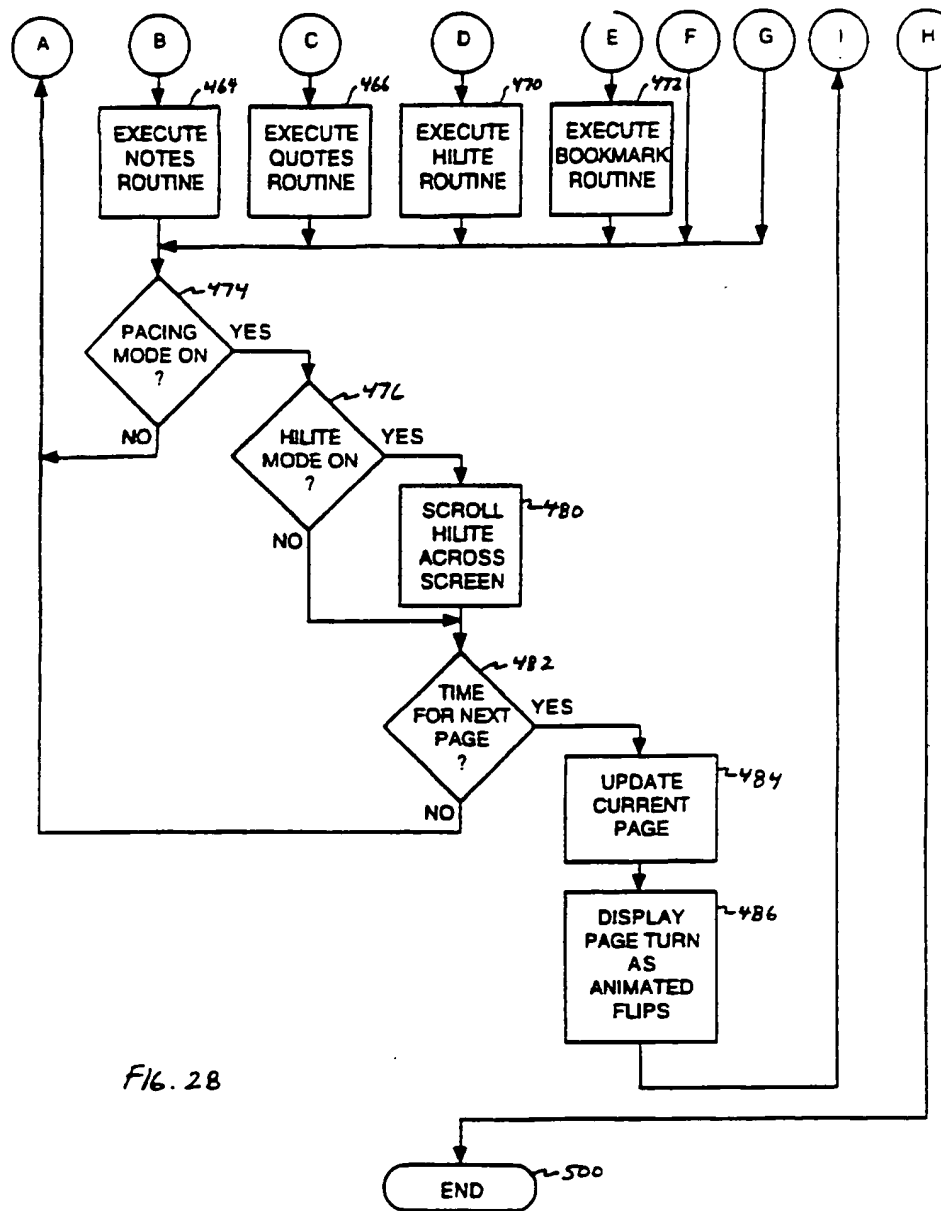 A B C D E F G I H
464 466 470 472
EXECUTE
NOTES
ROUTINE
EXECUTE
QUOTES
ROUTINE
EXECUTE
HILITE
ROUTINE
EXECUTE
BOOKMARK
ROUTINE
474
PACING
MODE ON
?
YES
NO
476
HILITE
MODE ON
?
YES
NO
480
SCROLL
HILITE
ACROSS
SCREEN
482
TIME
FOR NEXT
PAGE
?
YES
NO
484
UPDATE
CURRENT
PAGE
486
DISPLAY
PAGE TURN
AS
ANIMATED
FLIPS
FIG. 28
500
END